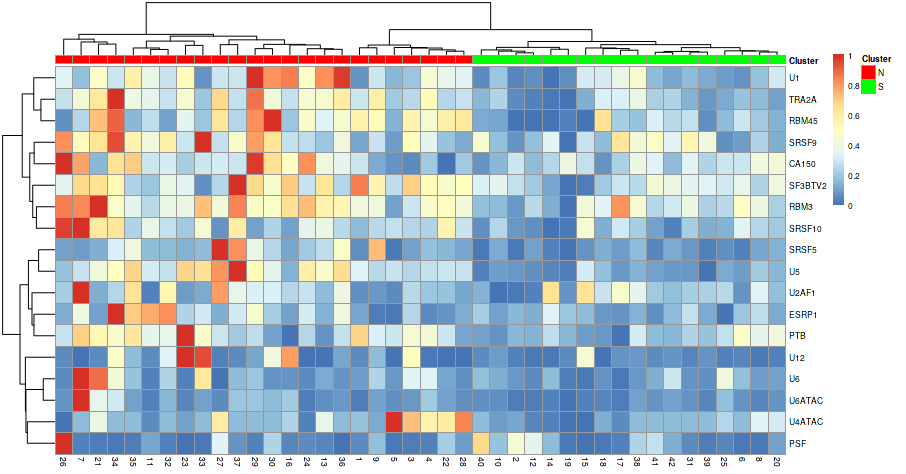 Cluster
U1
TRA2A
RBM45
SRSF9
CA150
SF3BTV2
RBM3
SRSF10
SRSF5
U5
U2AF1
ESRP1
PTB
U12
U6
U6ATAC
U4ATAC
PSF
26 7 21 34 35 11 32 23 33 27 37 29 30 16 24 13 36 1 9 5 3 4 22 28 40 10 2 12 14 19 15 18 17 38 41 42 31 39 25 6 8 20
1
0.8
0.6
0.4
0.2
0
Cluster
N
S